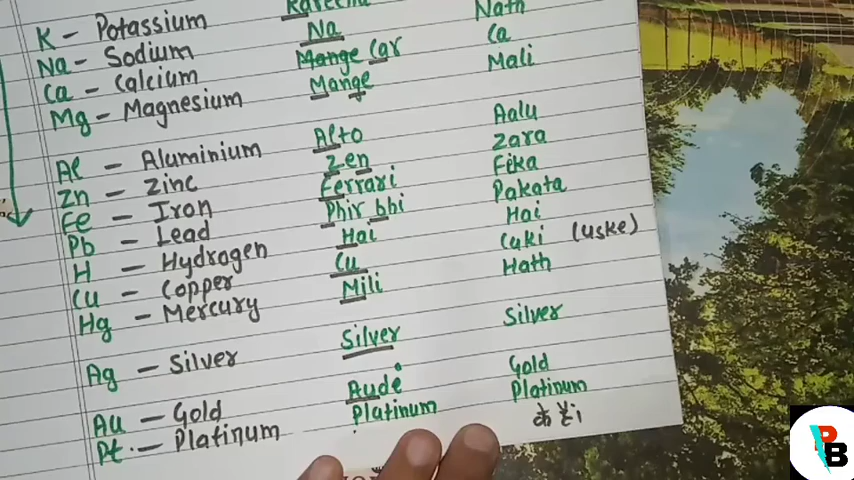 K - Potassium Kareena Nath
Na - Sodium Na Ca
Ca - Calcium Mange Car Mali
Mg - Magnesium Mange
Al - Aluminium Alto Aalu
Zn - Zinc Zen Zara
Fe - Iron Ferrari Fika
Pb - Lead Phir bhi Pakata
H - Hydrogen Hai Hai
Cu - Copper Cu Cuki (uske)
Hg - Mercury Mili Hath
Ag - Silver Silver Silver
Au - Gold Aude Gold
Pt - Platinum Platinum Platinum
PB